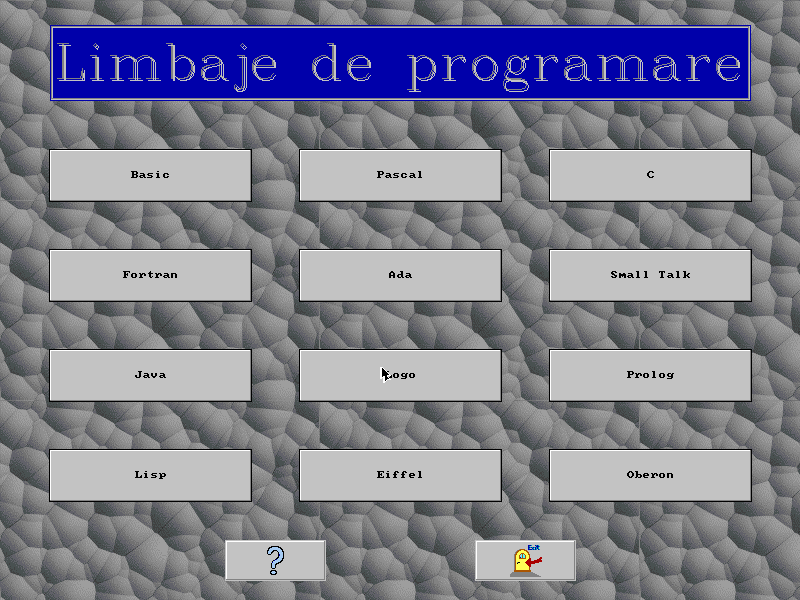 Limbaje de programare
Basic
Pascal
C
Fortran
Ada
Small Talk
Java
Logo
Prolog
Lisp
Eiffel
Oberon
?
Exit